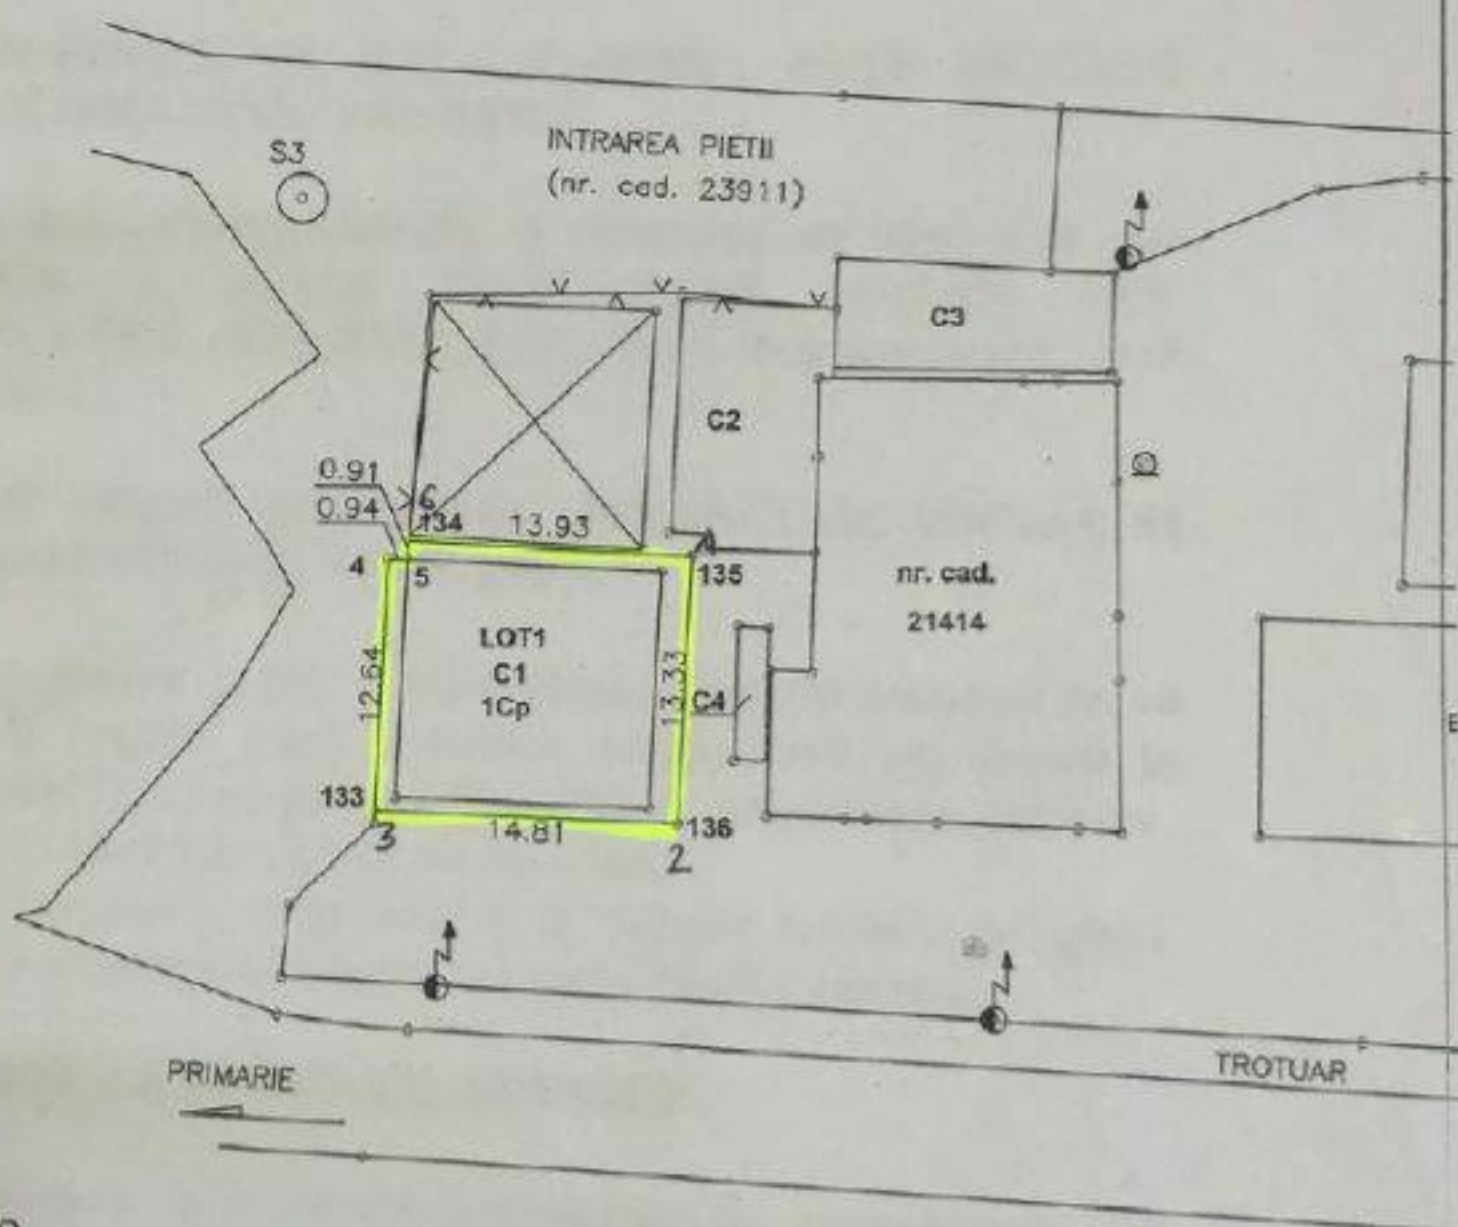 INTRAREA PIETII
(nr. cad. 23911)
S3
C3
C2
0.91
0.94
6
134
13.93
4
5
135
nr. cad.
21414
LOT1
C1
1Cp
12.64
13.33
C4
133
3
14.81
136
2
PRIMARIE
TROTUAR